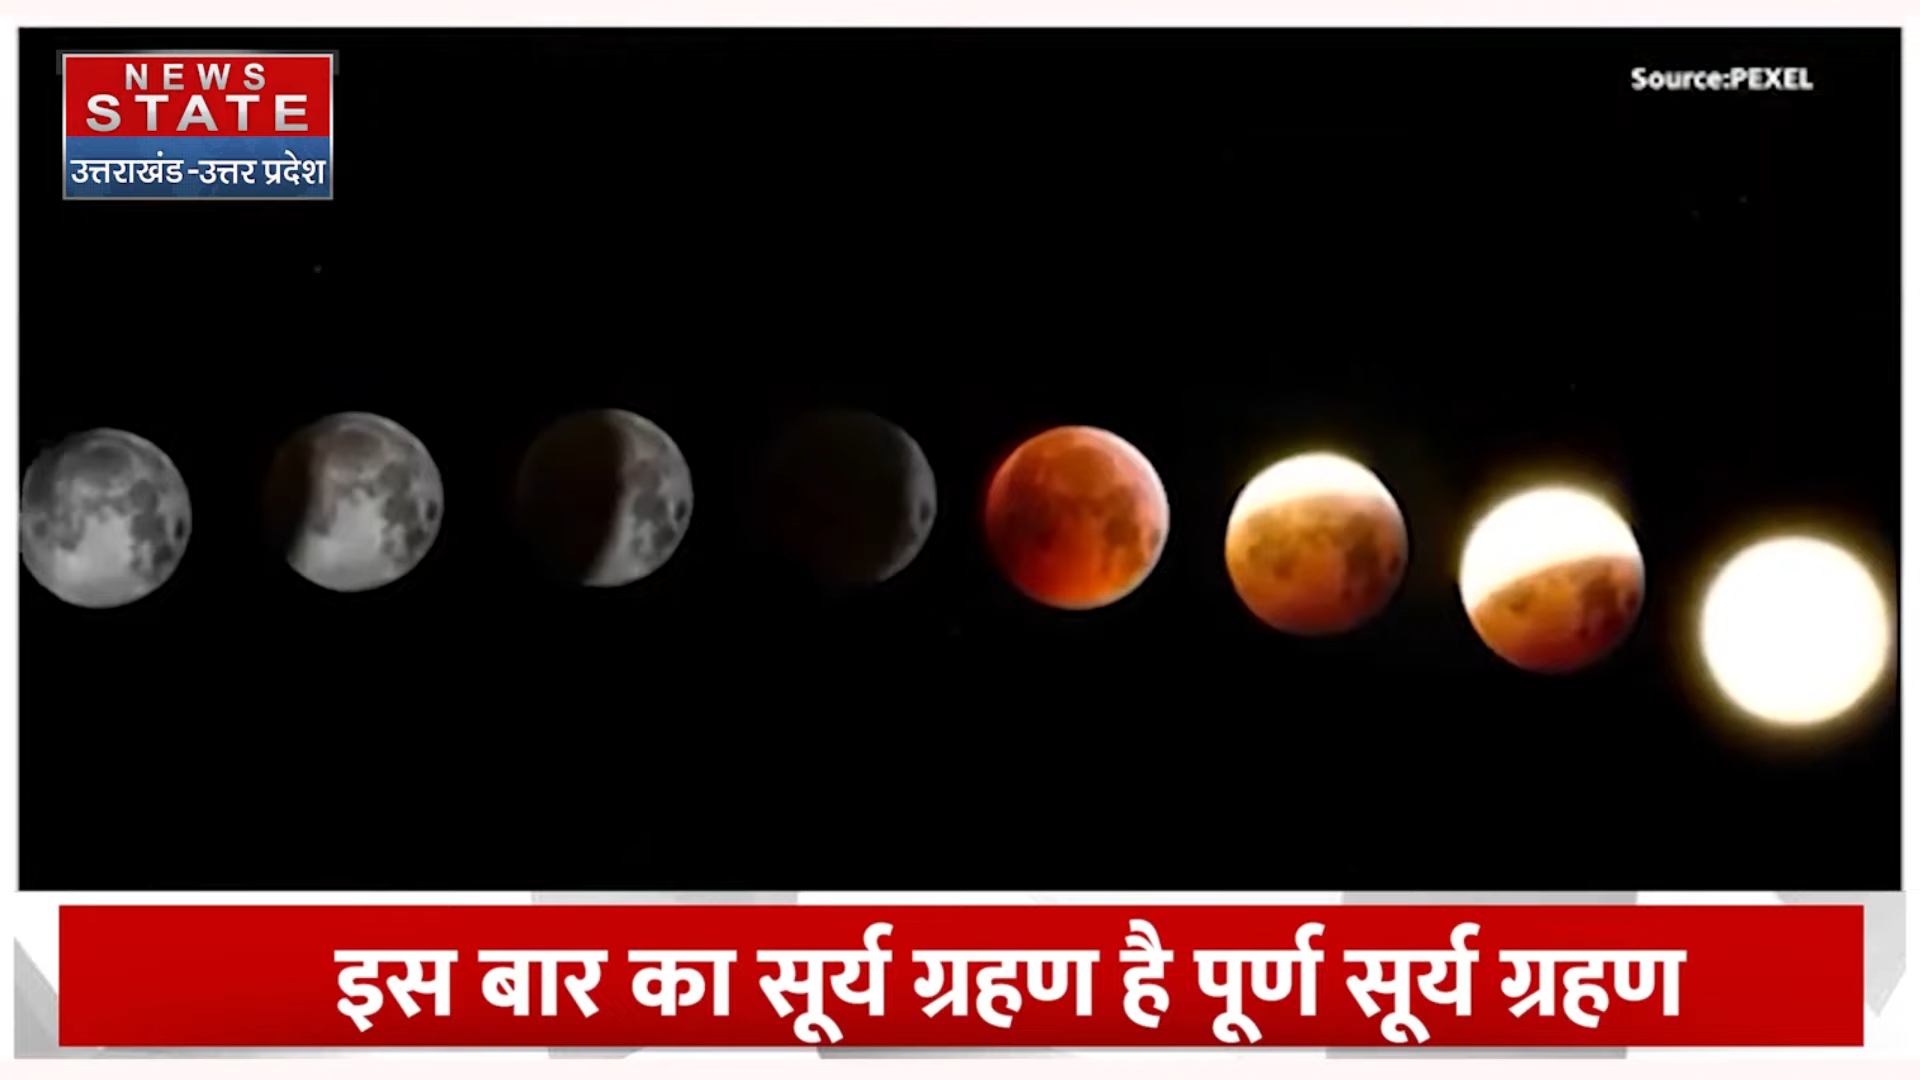 NEWS
STATE
उत्तराखंड-उत्तर प्रदेश
Source:PEXEL
इस बार का सूर्य ग्रहण है पूर्ण सूर्य ग्रहण